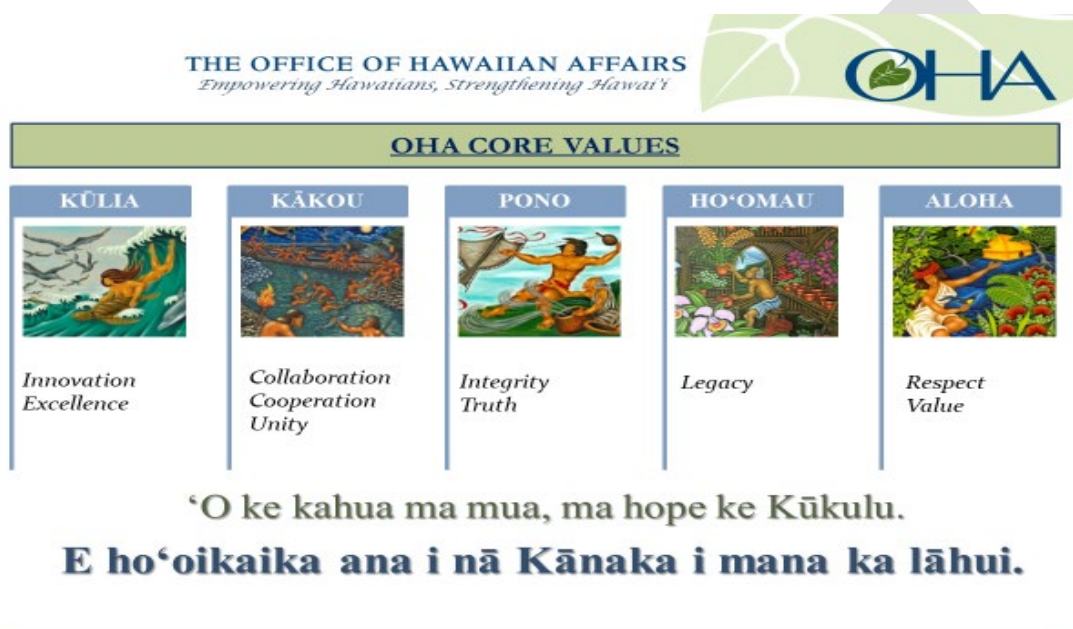 THE OFFICE OF HAWAIIAN AFFAIRS
Empowering Hawaiians, Strengthening Hawaiʻi
OHA
OHA CORE VALUES
KŪLIA
Innovation
Excellence
KĀKOU
Collaboration
Cooperation
Unity
PONO
Integrity
Truth
HOʻOMAU
Legacy
ALOHA
Respect
Value
ʻO ke kahua ma mua, ma hope ke Kūkulu.
E hoʻoikaika ana i nā Kānaka i mana ka lāhui.